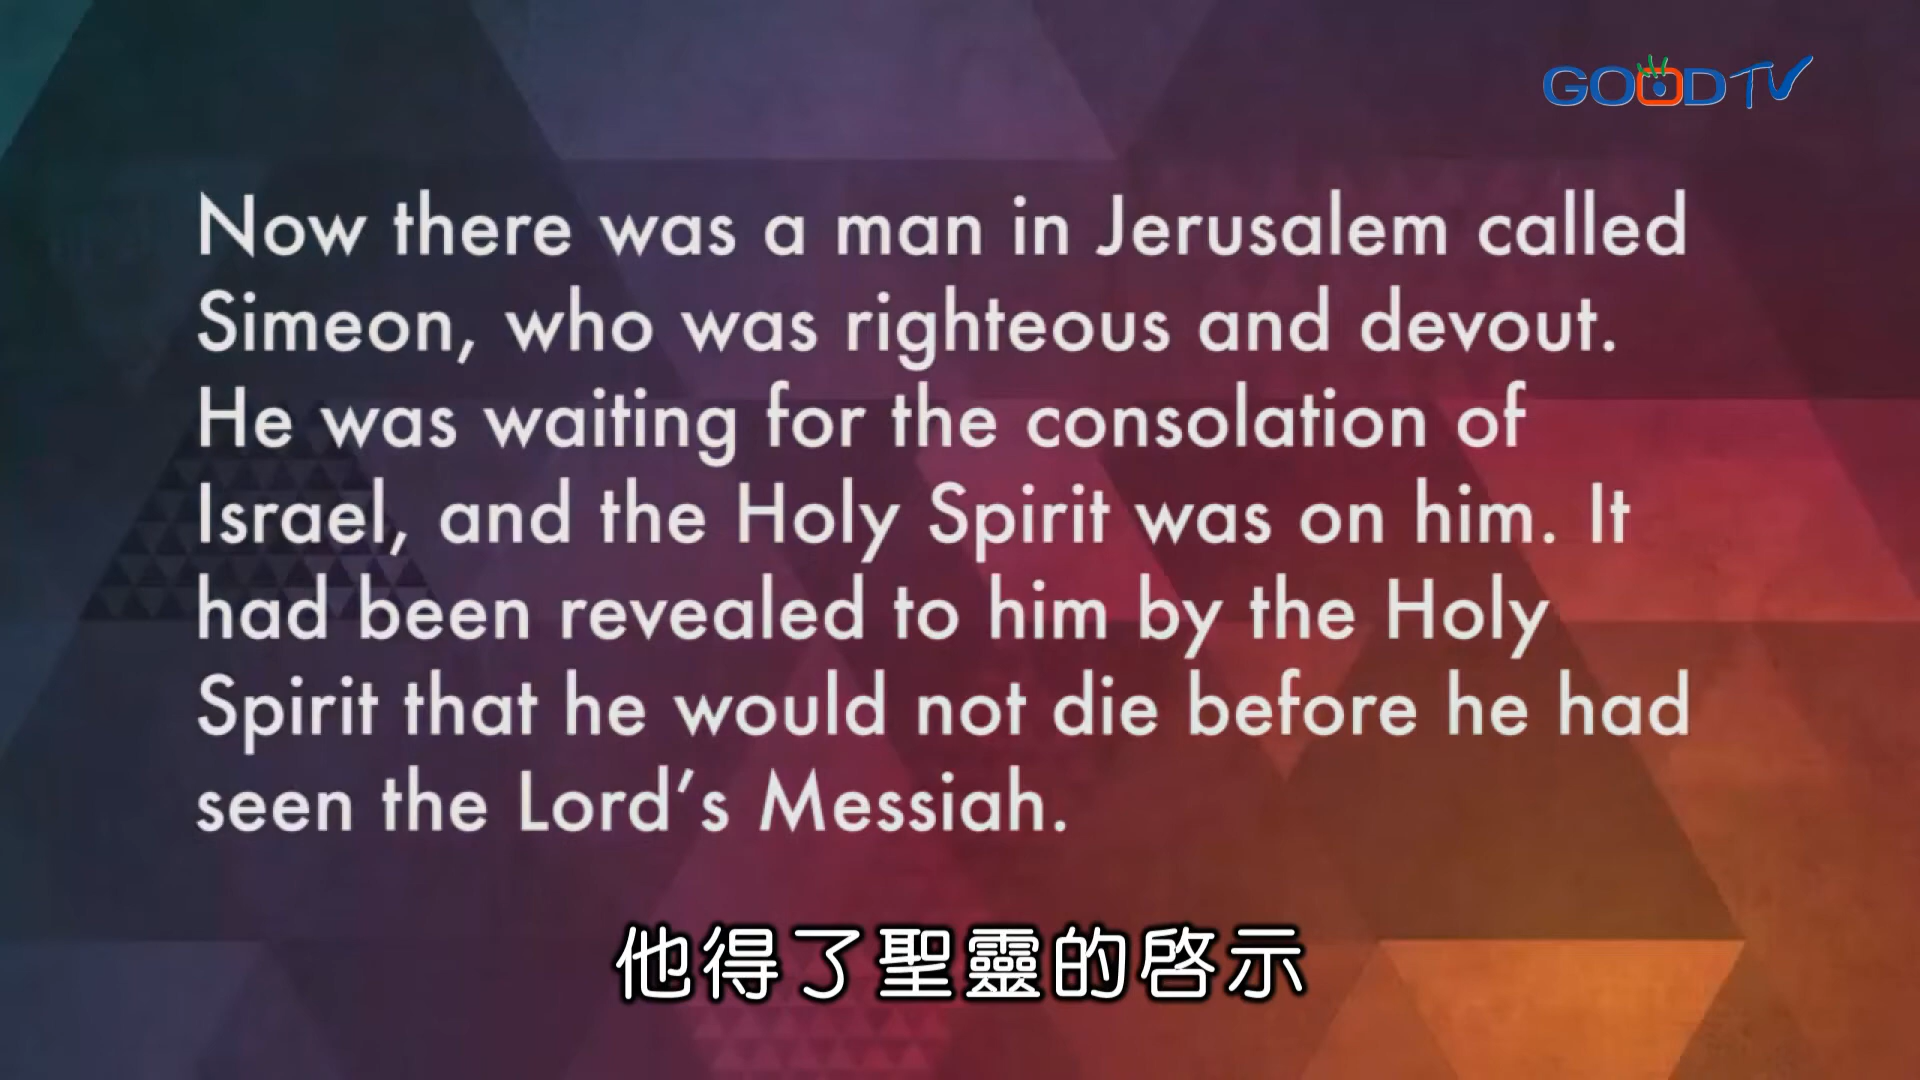 GOOD TV
Now there was a man in Jerusalem called
Simeon, who was righteous and devout.
He was waiting for the consolation of
Israel, and the Holy Spirit was on him. It
had been revealed to him by the Holy
Spirit that he would not die before he had
seen the Lord’s Messiah.
他得了聖靈的啓示